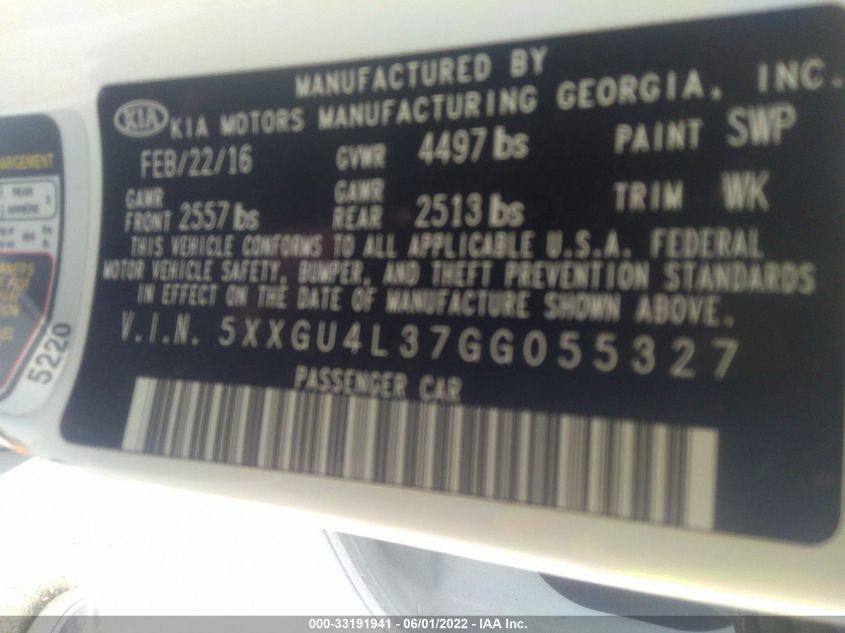 MANUFACTURED BY
KIA KIA MOTORS MANUFACTURING GEORGIA, INC.
FEB/22/16 GVWR 4497 lbs PAINT SWP
GAWR FRONT 2557 lbs GAWR REAR 2513 lbs TRIM WK
THIS VEHICLE CONFORMS TO ALL APPLICABLE U.S.A. FEDERAL
MOTOR VEHICLE SAFETY, BUMPER, AND THEFT PREVENTION STANDARDS
IN EFFECT ON THE DATE OF MANUFACTURE SHOWN ABOVE.
V.I.N. 5XXGU4L37GG055327
PASSENGER CAR
REAR
5220
000-33191941 - 06/01/2022 - IAA Inc.